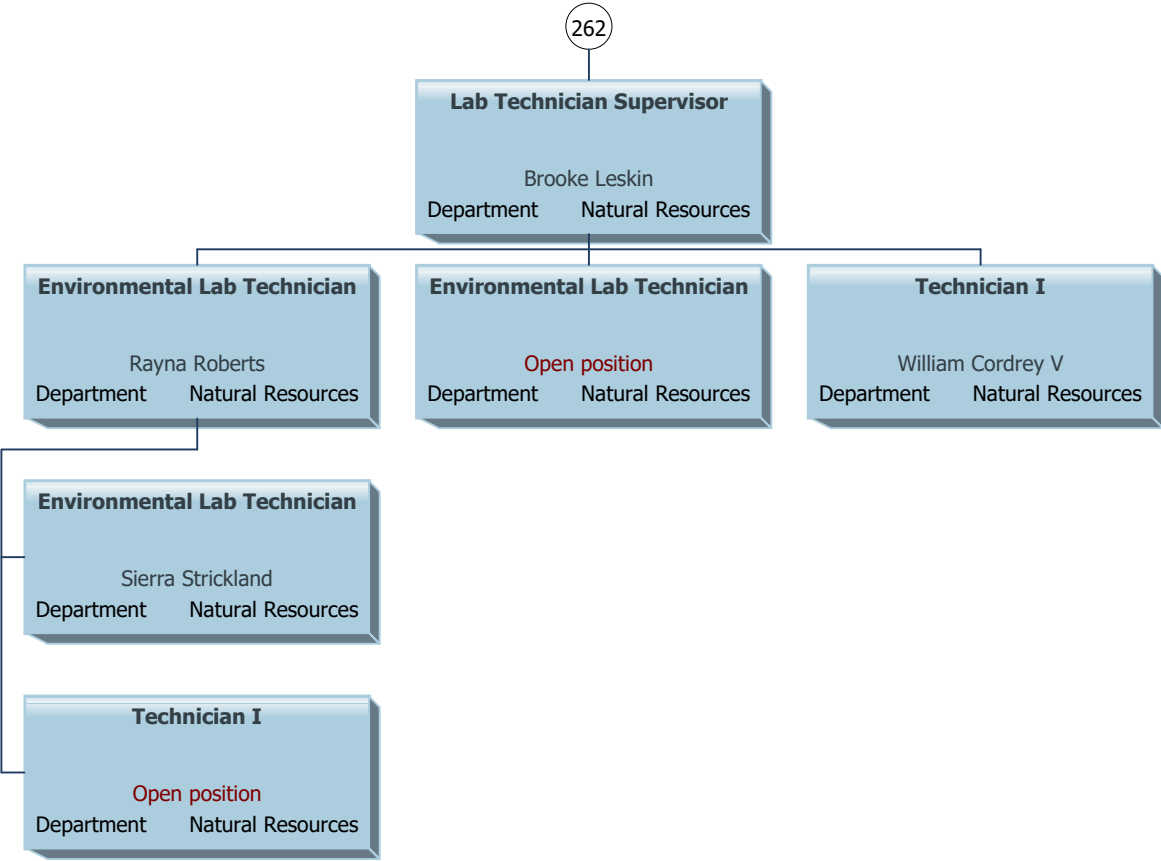 262
Lab Technician Supervisor
Brooke Leskin
Department Natural Resources
Environmental Lab Technician
Rayna Roberts
Department Natural Resources
Environmental Lab Technician
Open position
Department Natural Resources
Technician I
William Cordrey V
Department Natural Resources
Environmental Lab Technician
Sierra Strickland
Department Natural Resources
Technician I
Open position
Department Natural Resources